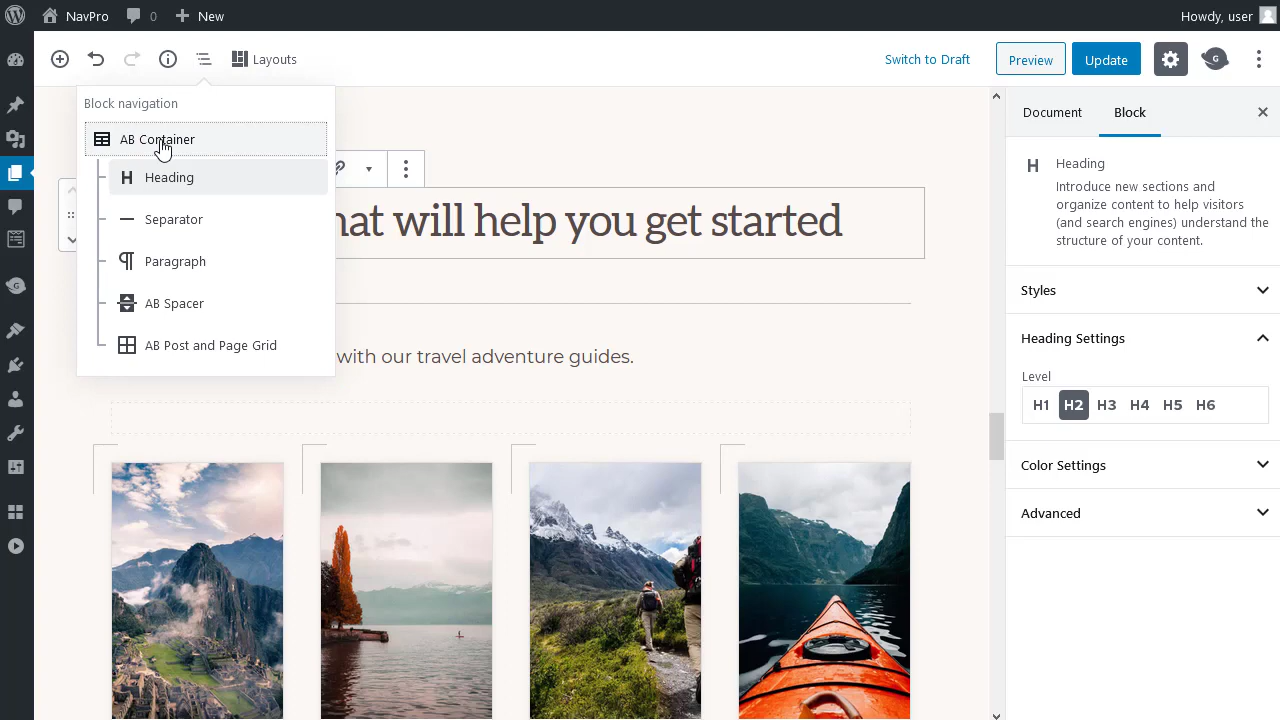 NavPro
0
New
Howdy, user
Layouts
Switch to Draft
Preview
Update
G
Block navigation
AB Container
Heading
Separator
Paragraph
AB Spacer
AB Post and Page Grid
hat will help you get started
with our travel adventure guides.
Document
Block
Heading
Introduce new sections and
organize content to help visitors
(and search engines) understand the
structure of your content.
Styles
Heading Settings
Level
H1 H2 H3 H4 H5 H6
Color Settings
Advanced